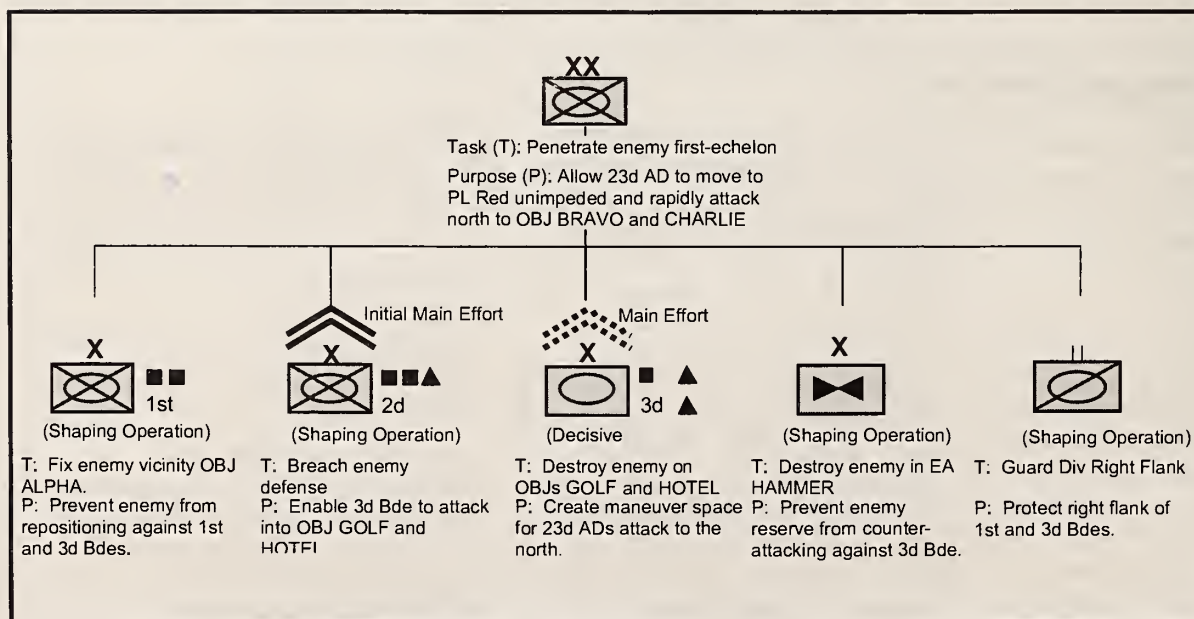 XX
Task (T): Penetrate enemy first-echelon
Purpose (P): Allow 23d AD to move to
PL Red unimpeded and rapidly attack
north to OBJ BRAVO and CHARLIE
X
1st
(Shaping Operation)
T: Fix enemy vicinity OBJ
ALPHA.
P: Prevent enemy from
repositioning against 1st
and 3d Bdes.
Initial Main Effort
X
2d
(Shaping Operation)
T: Breach enemy
defense
P: Enable 3d Bde to attack
into OBJ GOLF and
HOTEL
Main Effort
X
3d
(Decisive
T: Destroy enemy on
OBJs GOLF and HOTEL
P: Create maneuver space
for 23d ADs attack to the
north.
X
(Shaping Operation)
T: Destroy enemy in EA
HAMMER
P: Prevent enemy
reserve from counter-
attacking against 3d Bde.
II
(Shaping Operation)
T: Guard Div Right Flank
P: Protect right flank of
1st and 3d Bdes.